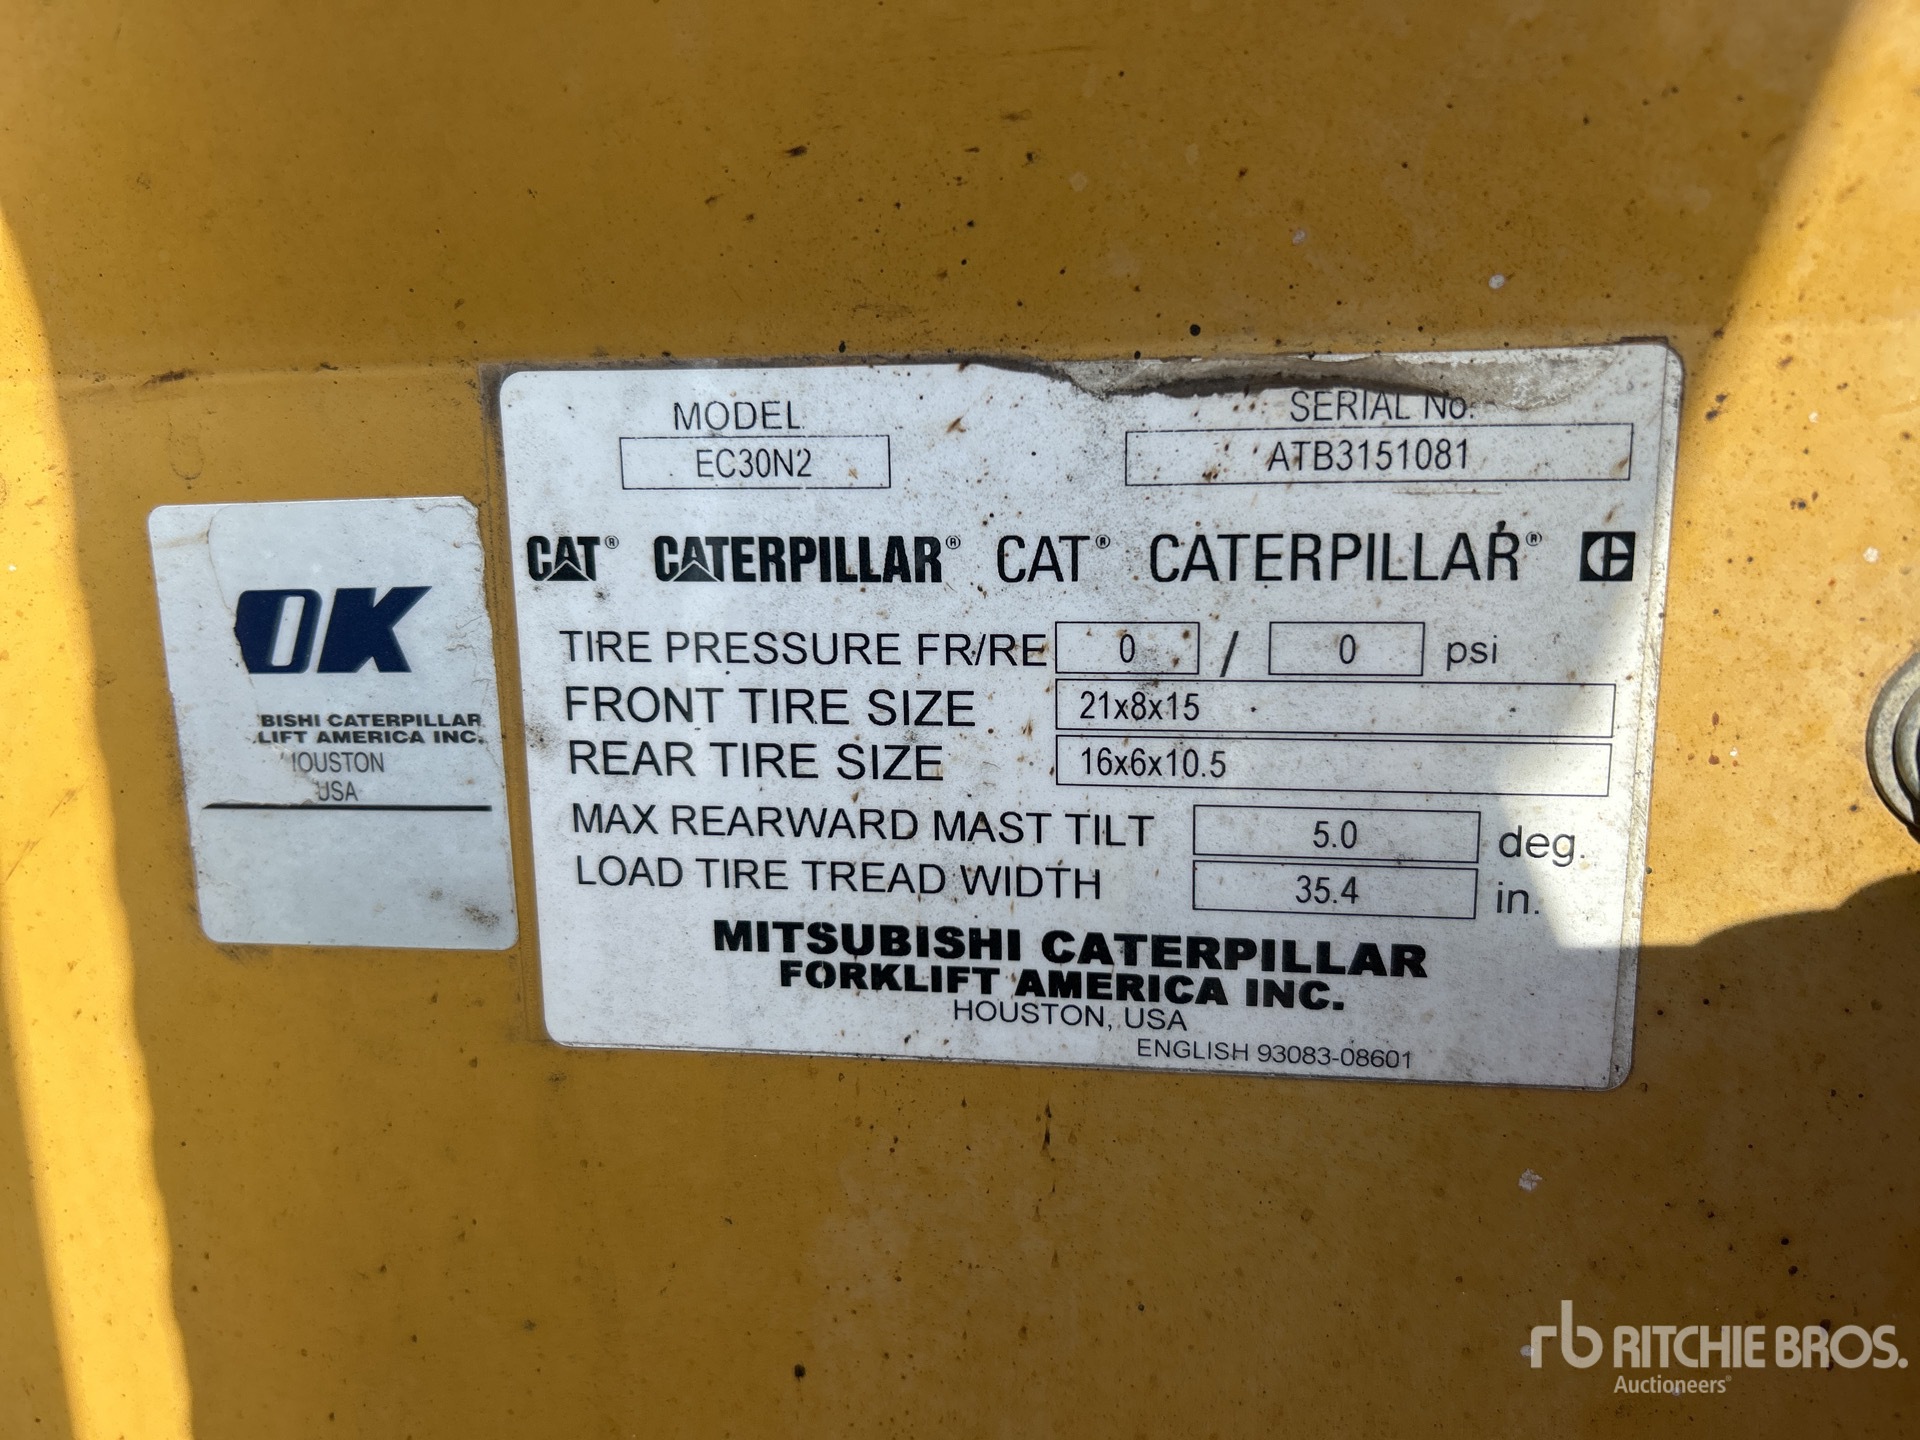 MODEL
EC30N2
SERIAL No.
ATB3151081
CAT® CATERPILLAR® CAT® CATERPILLAR®
TIRE PRESSURE FR/RE 0 / 0 psi
FRONT TIRE SIZE 21x8x15
REAR TIRE SIZE 16x6x10.5
MAX REARWARD MAST TILT 5.0 deg.
LOAD TIRE TREAD WIDTH 35.4 in.
MITSUBISHI CATERPILLAR
FORKLIFT AMERICA INC.
HOUSTON, USA
ENGLISH 93083-08601
OK
BISHI CATERPILLAR
LIFT AMERICA INC.
HOUSTON
USA
rb RITCHIE BROS.
Auctioneers